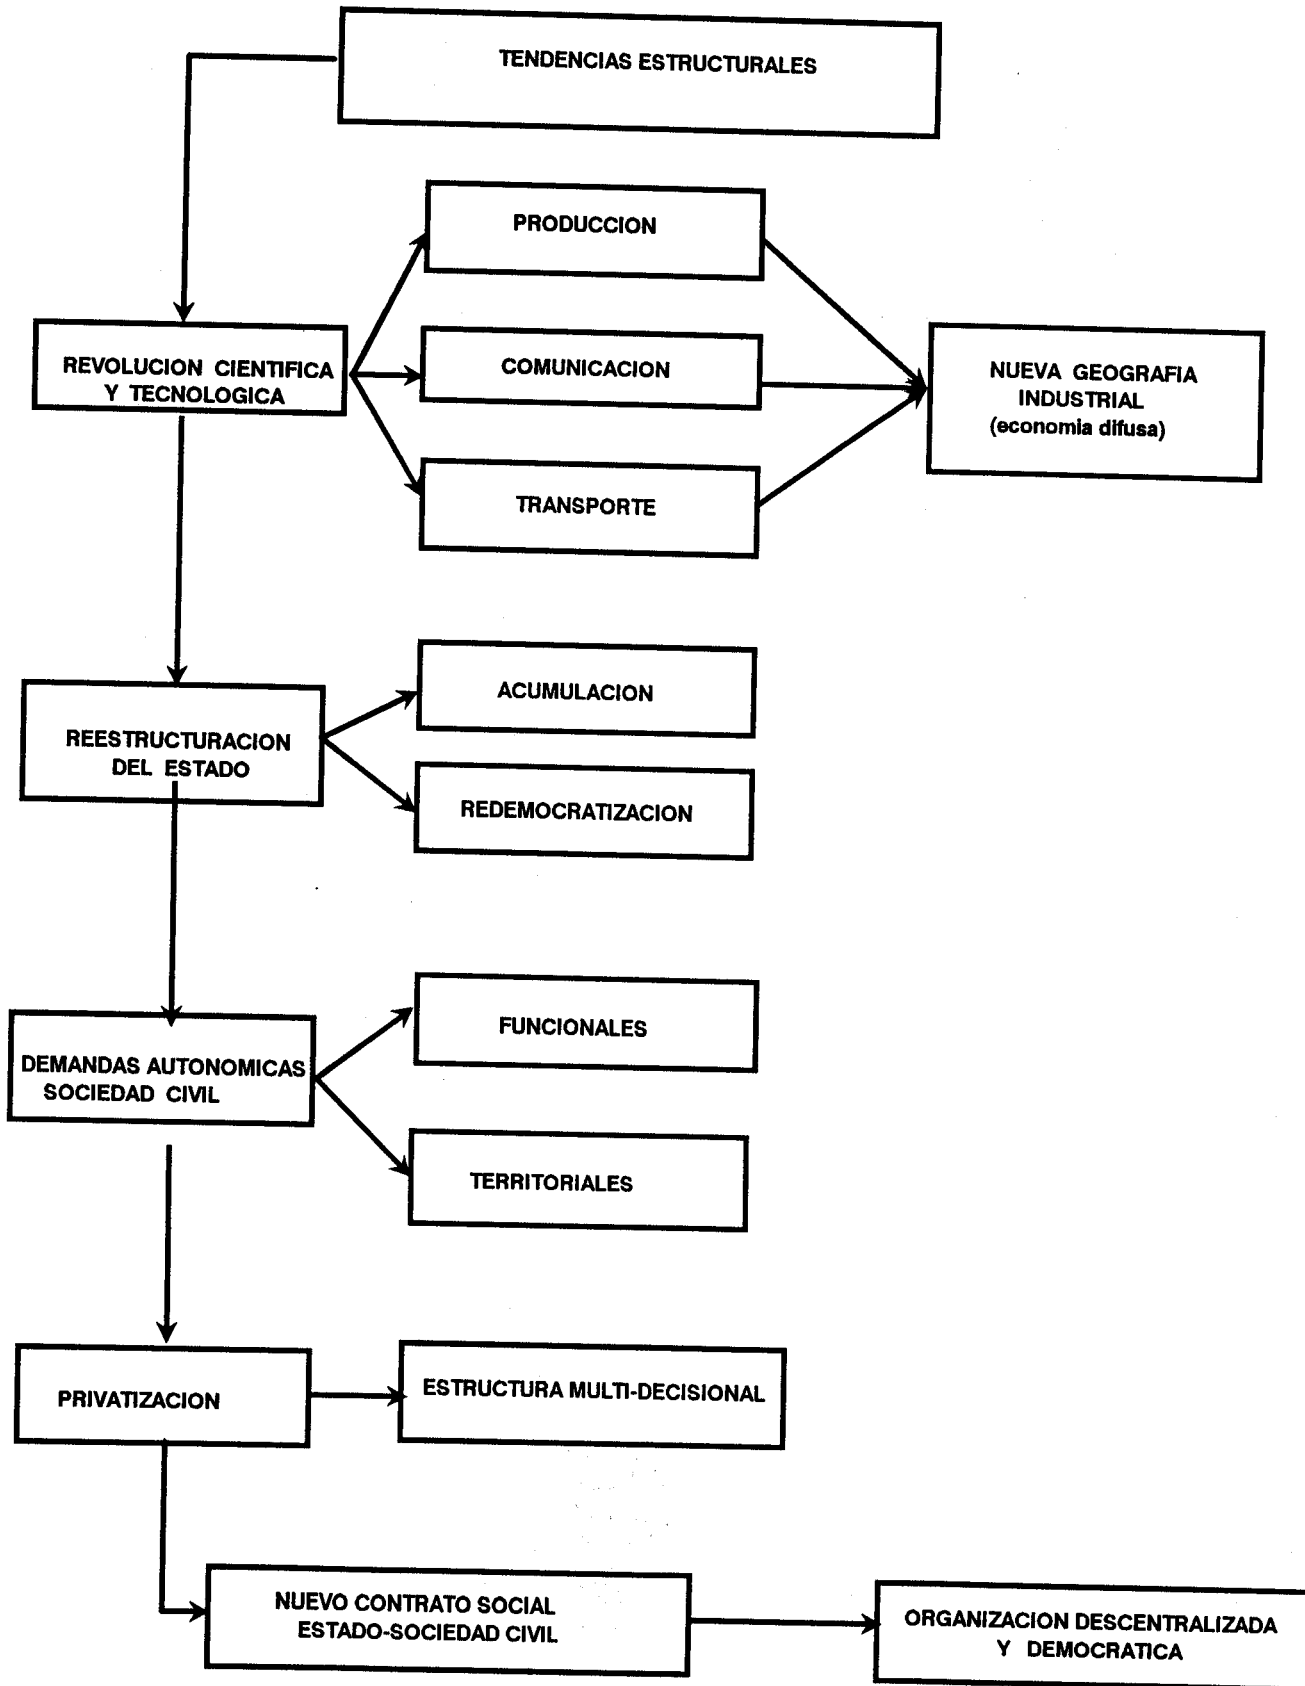 TENDENCIAS ESTRUCTURALES
PRODUCCION
REVOLUCION CIENTIFICA
Y TECNOLOGICA
COMUNICACION
NUEVA GEOGRAFIA
INDUSTRIAL
(economia difusa)
TRANSPORTE
ACUMULACION
REESTRUCTURACION
DEL ESTADO
REDEMOCRATIZACION
FUNCIONALES
DEMANDAS AUTONOMICAS
SOCIEDAD CIVIL
TERRITORIALES
PRIVATIZACION
ESTRUCTURA MULTI-DECISIONAL
NUEVO CONTRATO SOCIAL
ESTADO-SOCIEDAD CIVIL
ORGANIZACION DESCENTRALIZADA
Y DEMOCRATICA